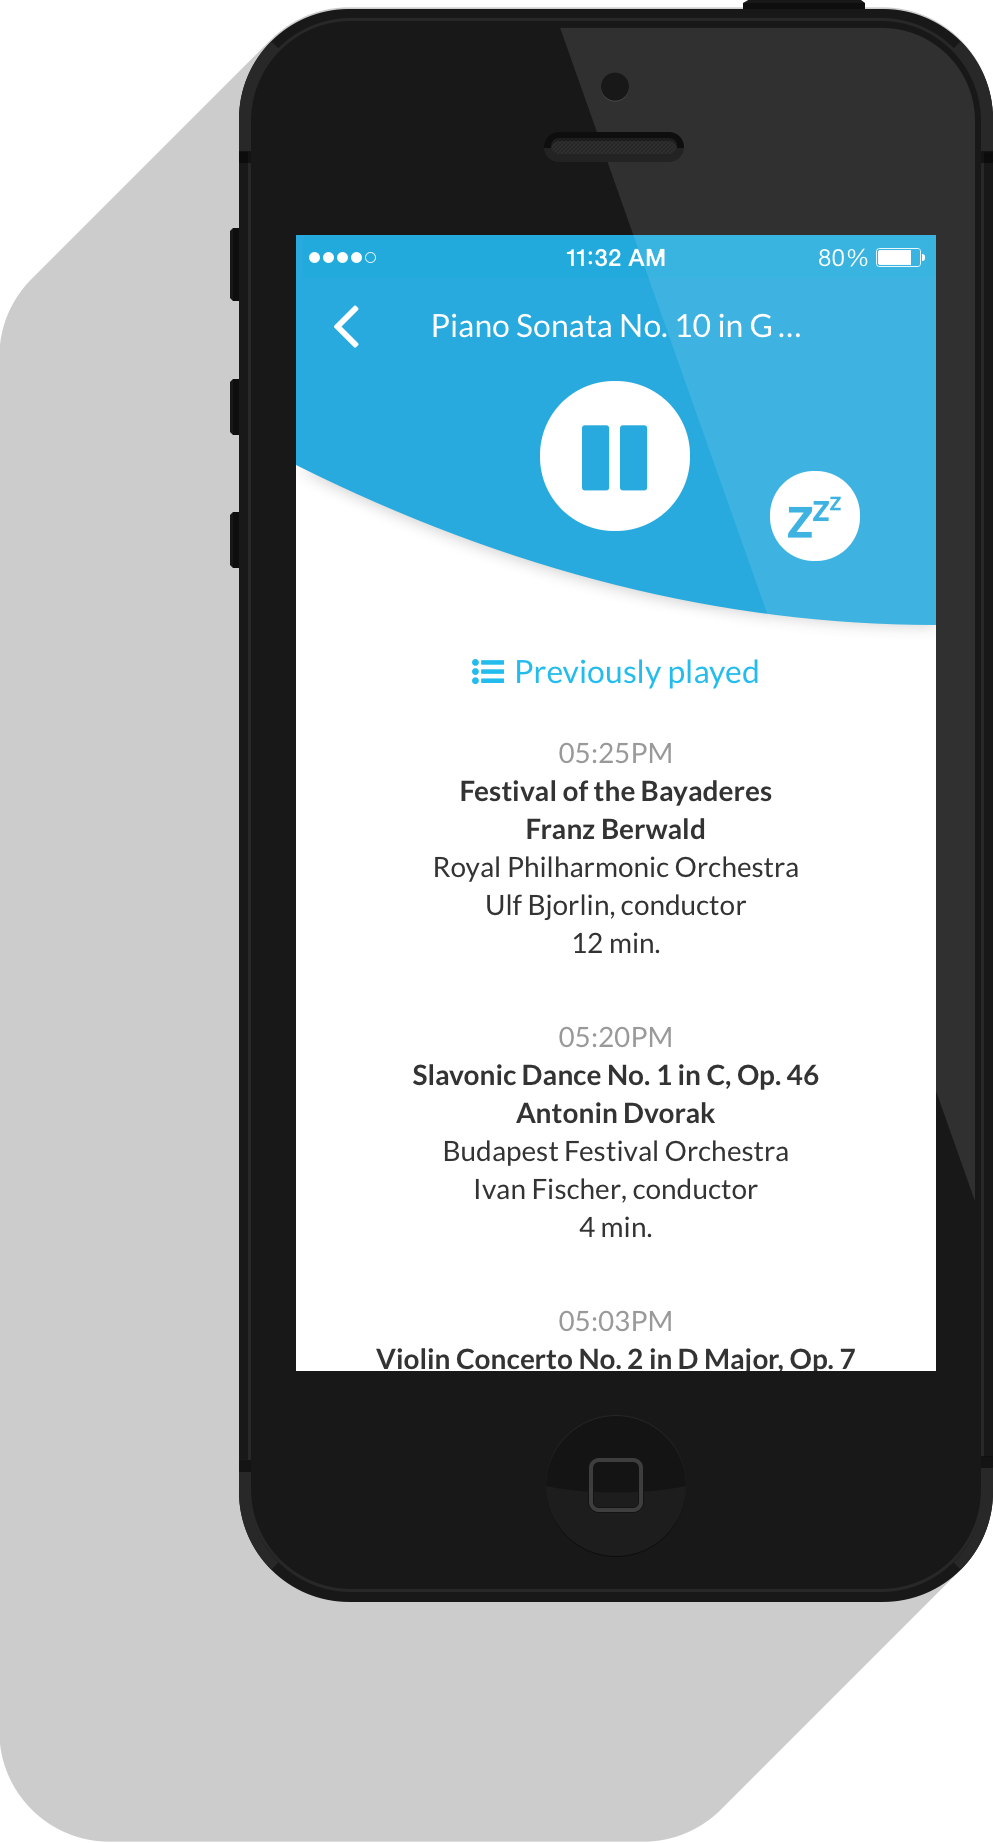 11:32 AM
80%
Piano Sonata No. 10 in G ...
zzz
Previously played
05:25PM
Festival of the Bayaderes
Franz Berwald
Royal Philharmonic Orchestra
Ulf Bjorlin, conductor
12 min.
05:20PM
Slavonic Dance No. 1 in C, Op. 46
Antonin Dvorak
Budapest Festival Orchestra
Ivan Fischer, conductor
4 min.
05:03PM
Violin Concerto No. 2 in D Major, Op. 7